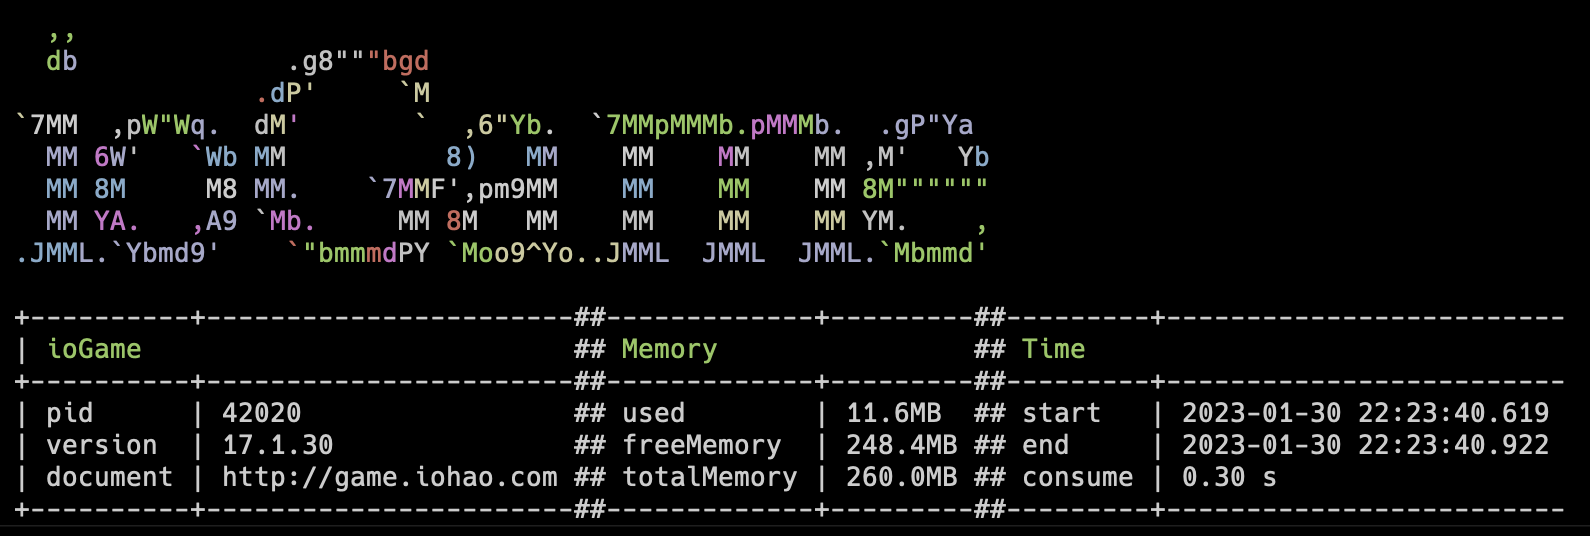 ,,
  db             .g8"""bgd
               .dP'     `M
`7MM  ,pW"Wq.  dM'       `  ,6"Yb.  `7MMpMMMb.pMMMb.  .gP"Ya
  MM 6W'   `Wb MM          8)   MM    MM    MM    MM ,M'   Yb
  MM 8M     M8 MM.    `7MMF',pm9MM    MM    MM    MM 8M""""""
  MM YA.   ,A9 `Mb.     MM 8M   MM    MM    MM    MM YM.    ,
.JMML.`Ybmd9'    `"bmmmdPY `Moo9^Yo..JMML  JMML  JMML.`Mbmmd'

+----------+-----------------------##-------------+---------##---------+-------------------------
| ioGame                           ## Memory                ## Time
+----------+-----------------------##-------------+---------##---------+-------------------------
| pid      | 42020                 ## used        | 11.6MB  ## start   | 2023-01-30 22:23:40.619
| version  | 17.1.30               ## freeMemory  | 248.4MB ## end     | 2023-01-30 22:23:40.922
| document | http://game.iohao.com ## totalMemory | 260.0MB ## consume | 0.30 s
+----------+-----------------------##-------------+---------##---------+-------------------------